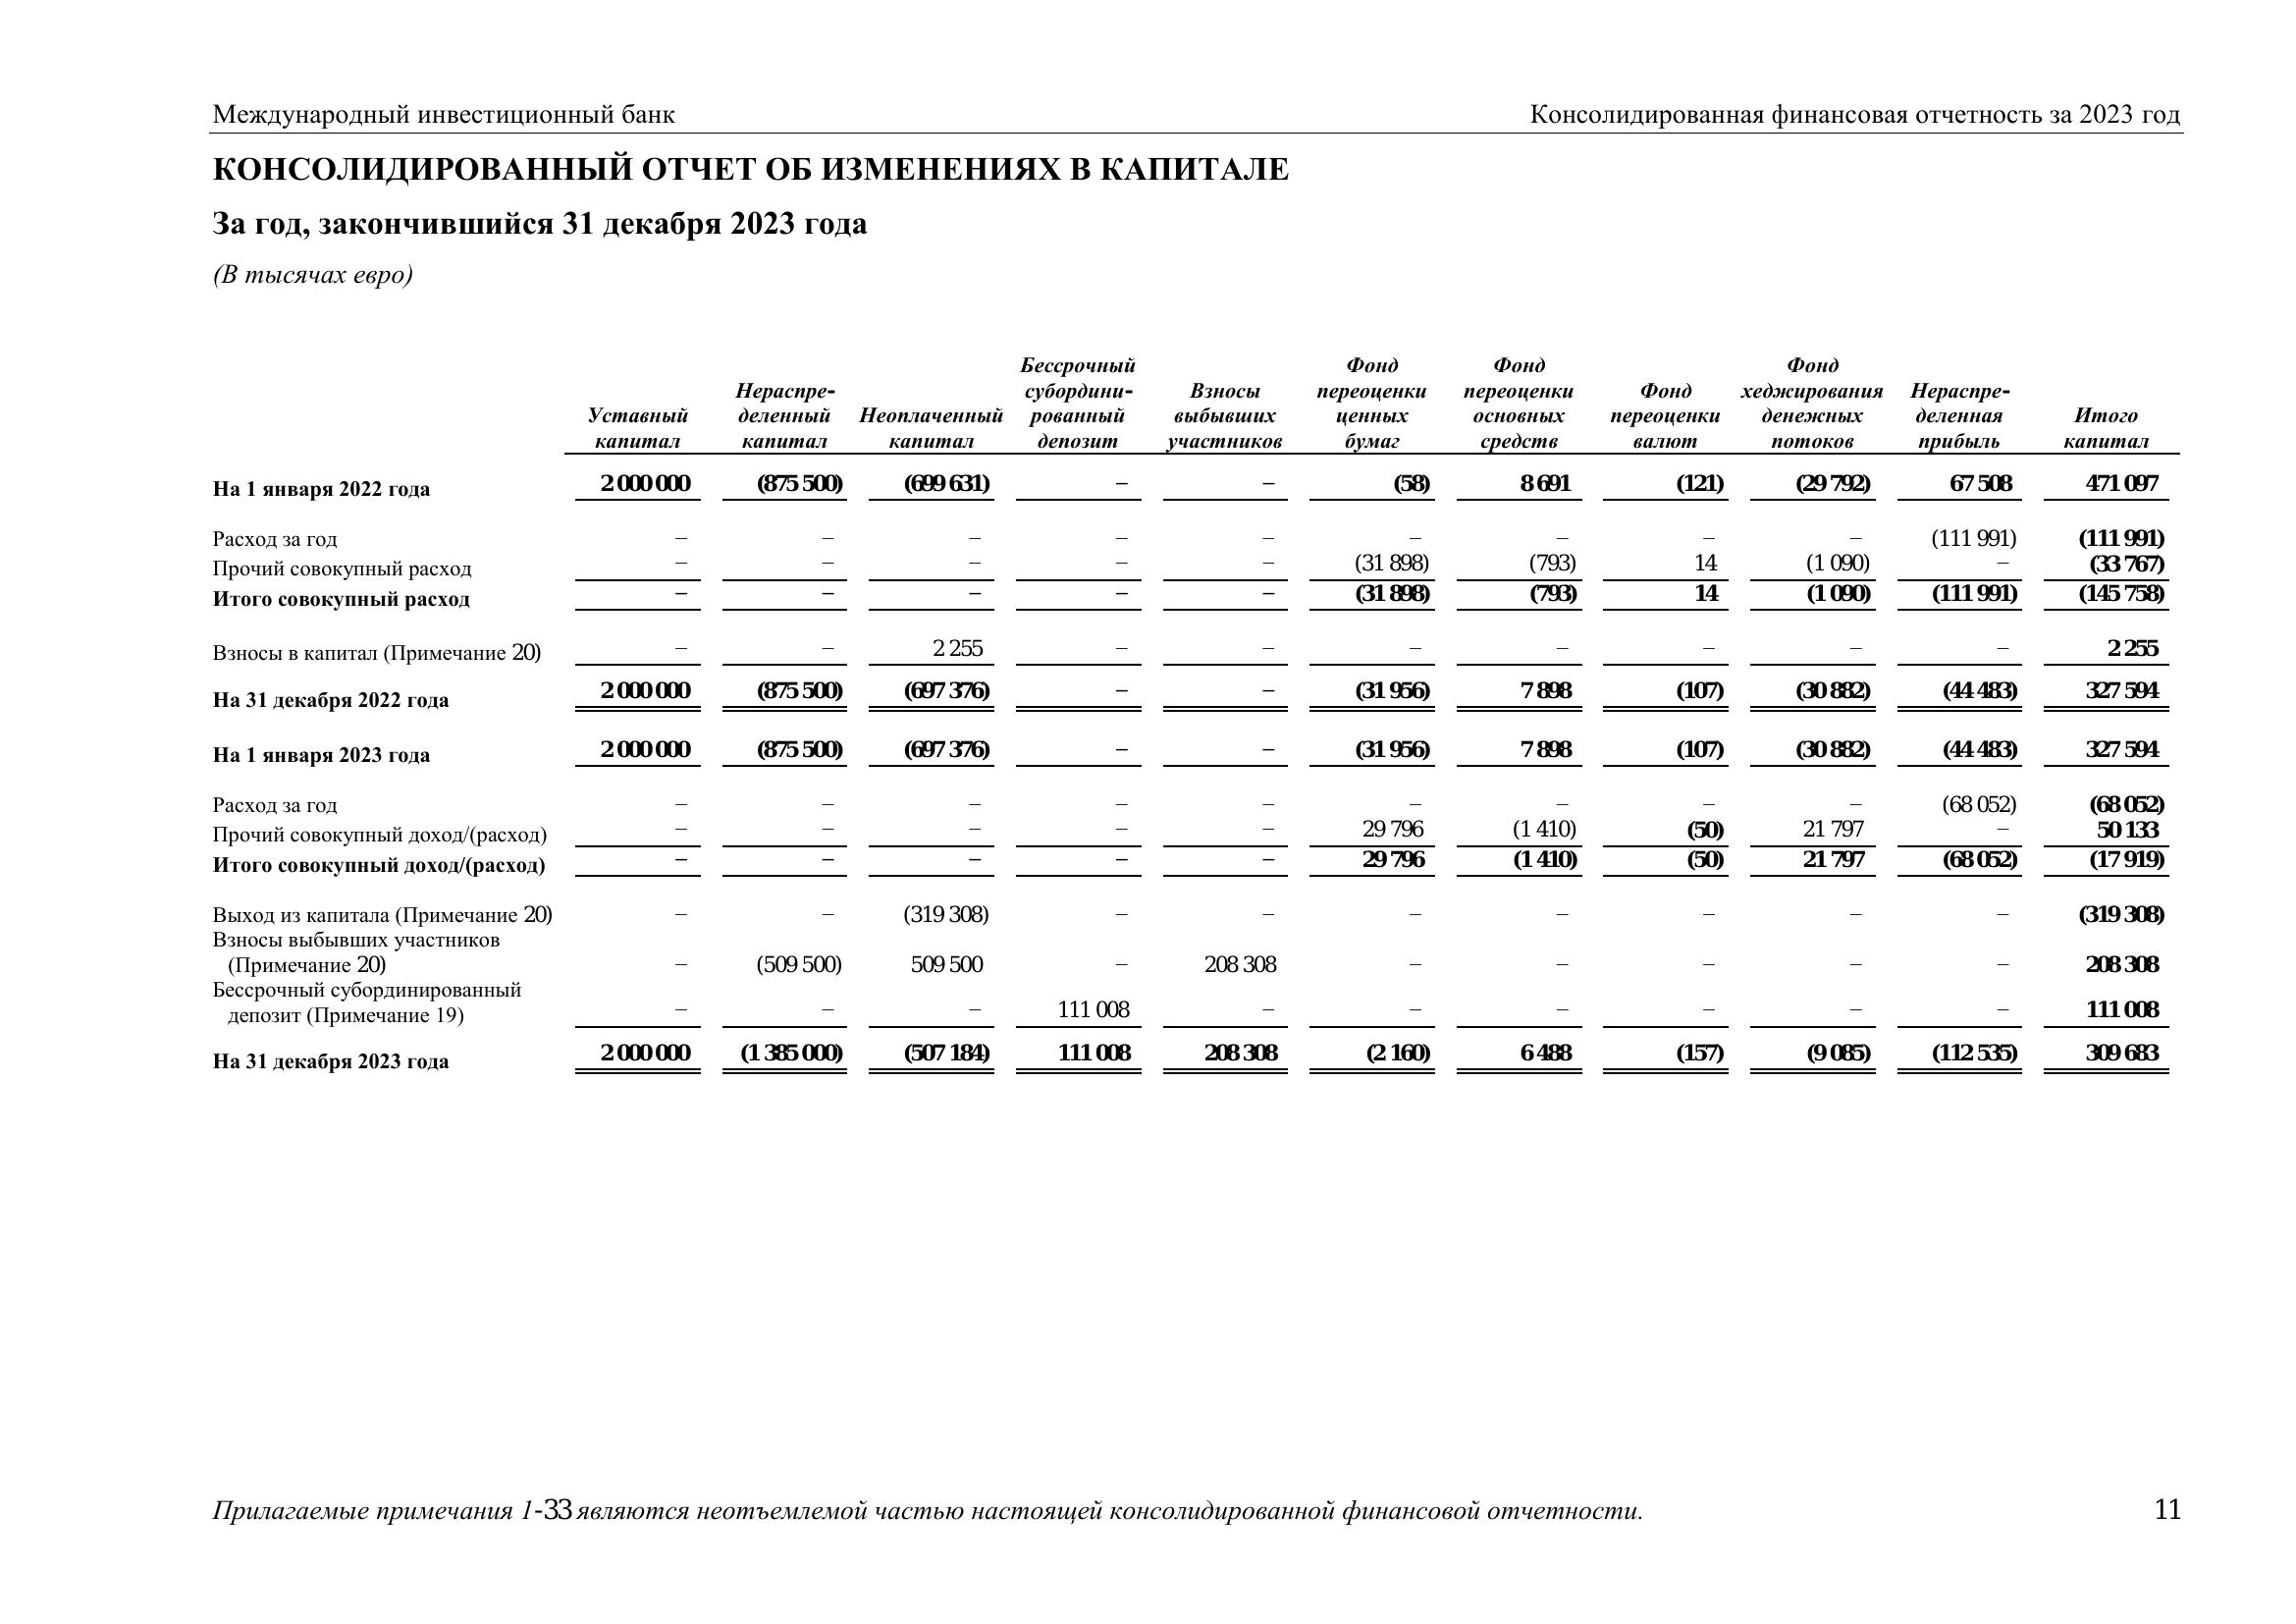 Международный инвестиционный банк Консолидированная финансовая отчетность за 2023 год
КОНСОЛИДИРОВАННЫЙ ОТЧЕТ ОБ ИЗМЕНЕНИЯХ В КАПИТАЛЕ
За год, закончившийся 31 декабря 2023 года
(В тысячах евро)
Бессрочный Фонд Фонд Фонд
Нераспре- субордини- Взносы переоценки переоценки Фонд хеджирования Нераспре-
Уставный деленный Неоплаченный рованный выбывших ценных основных переоценки денежных деленная Итого
капитал капитал капитал депозит участников бумаг средств валют потоков прибыль капитал
На 1 января 2022 года 2 000 000 (875 500) (699 631) – – (58) 8 691 (121) (29 792) 67 508 471 097
Расход за год – – – – – – – – – (111 991) (111 991)
Прочий совокупный расход – – – – – (31 898) (793) 14 (1 090) – (33 767)
Итого совокупный расход – – – – – (31 898) (793) 14 (1 090) (111 991) (145 758)
Взносы в капитал (Примечание 20) – – 2 255 – – – – – – – 2 255
На 31 декабря 2022 года 2 000 000 (875 500) (697 376) – – (31 956) 7 898 (107) (30 882) (44 483) 327 594
На 1 января 2023 года 2 000 000 (875 500) (697 376) – – (31 956) 7 898 (107) (30 882) (44 483) 327 594
Расход за год – – – – – – – – – (68 052) (68 052)
Прочий совокупный доход/(расход) – – – – – 29 796 (1 410) (50) 21 797 – 50 133
Итого совокупный доход/(расход) – – – – – 29 796 (1 410) (50) 21 797 (68 052) (17 919)
Выход из капитала (Примечание 20) – – (319 308) – – – – – – – (319 308)
Взносы выбывших участников
(Примечание 20) – (509 500) 509 500 – 208 308 – – – – – 208 308
Бессрочный субординированный
депозит (Примечание 19) – – – 111 008 – – – – – – 111 008
На 31 декабря 2023 года 2 000 000 (1 385 000) (507 184) 111 008 208 308 (2 160) 6 488 (157) (9 085) (112 535) 309 683
Прилагаемые примечания 1-33 являются неотъемлемой частью настоящей консолидированной финансовой отчетности. 11